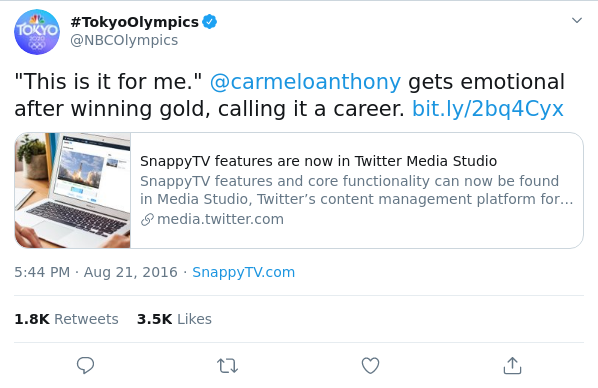 TOKYO
2020
#TokyoOlympics
@NBCOlympics
"This is it for me." @carmeloanthony gets emotional
after winning gold, calling it a career. bit.ly/2bq4Cyx
SnappyTV features are now in Twitter Media Studio
SnappyTV features and core functionality can now be found
in Media Studio, Twitter’s content management platform for...
media.twitter.com
5:44 PM · Aug 21, 2016 · SnappyTV.com
1.8K Retweets 3.5K Likes